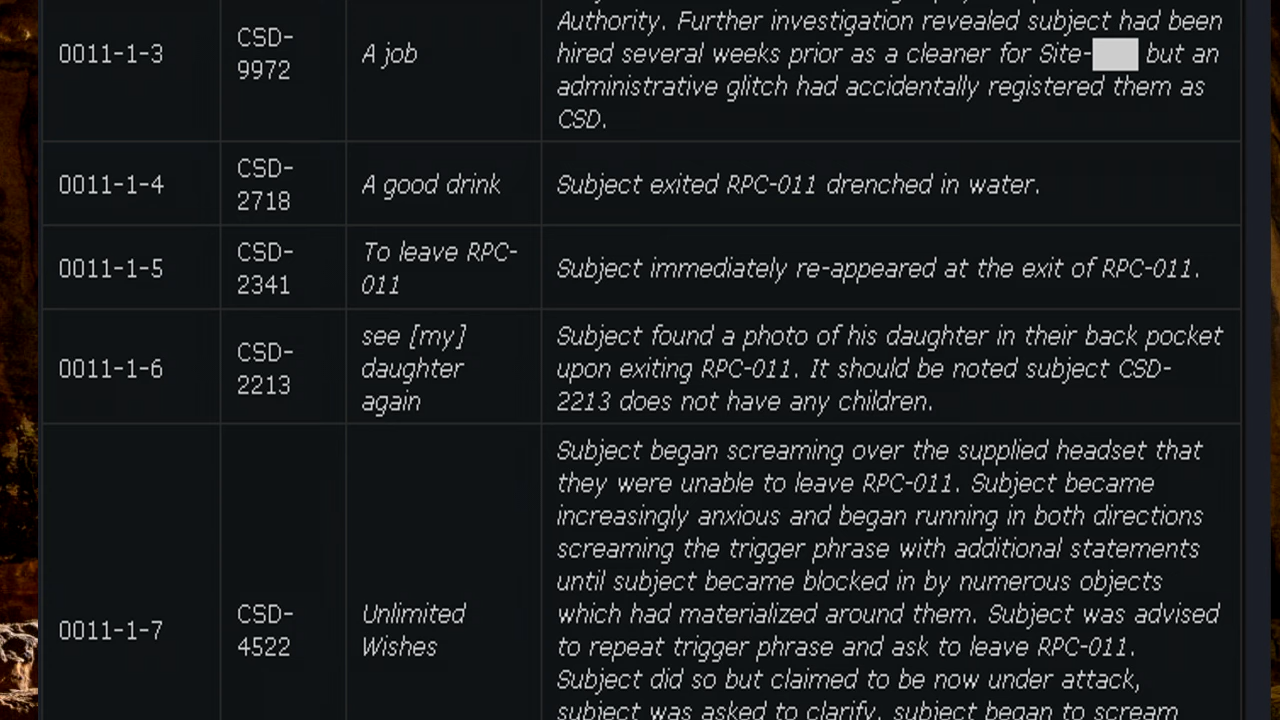 Authority. Further investigation revealed subject had been
0011-1-3
CSD-
9972
A job
hired several weeks prior as a cleaner for Site- but an
administrative glitch had accidentally registered them as
CSD.
0011-1-4
CSD-
2718
A good drink
Subject exited RPC-011 drenched in water.
0011-1-5
CSD-
2341
To leave RPC-
011
Subject immediately re-appeared at the exit of RPC-011.
0011-1-6
CSD-
2213
see [my]
daughter
again
Subject found a photo of his daughter in their back pocket
upon exiting RPC-011. It should be noted subject CSD-
2213 does not have any children.
0011-1-7
CSD-
4522
Unlimited
Wishes
Subject began screaming over the supplied headset that
they were unable to leave RPC-011. Subject became
increasingly anxious and began running in both directions
screaming the trigger phrase with additional statements
until subject became blocked in by numerous objects
which had materialized around them. Subject was advised
to repeat trigger phrase and ask to leave RPC-011.
Subject did so but claimed to be now under attack,
subject was asked to clarify, subject began to scream